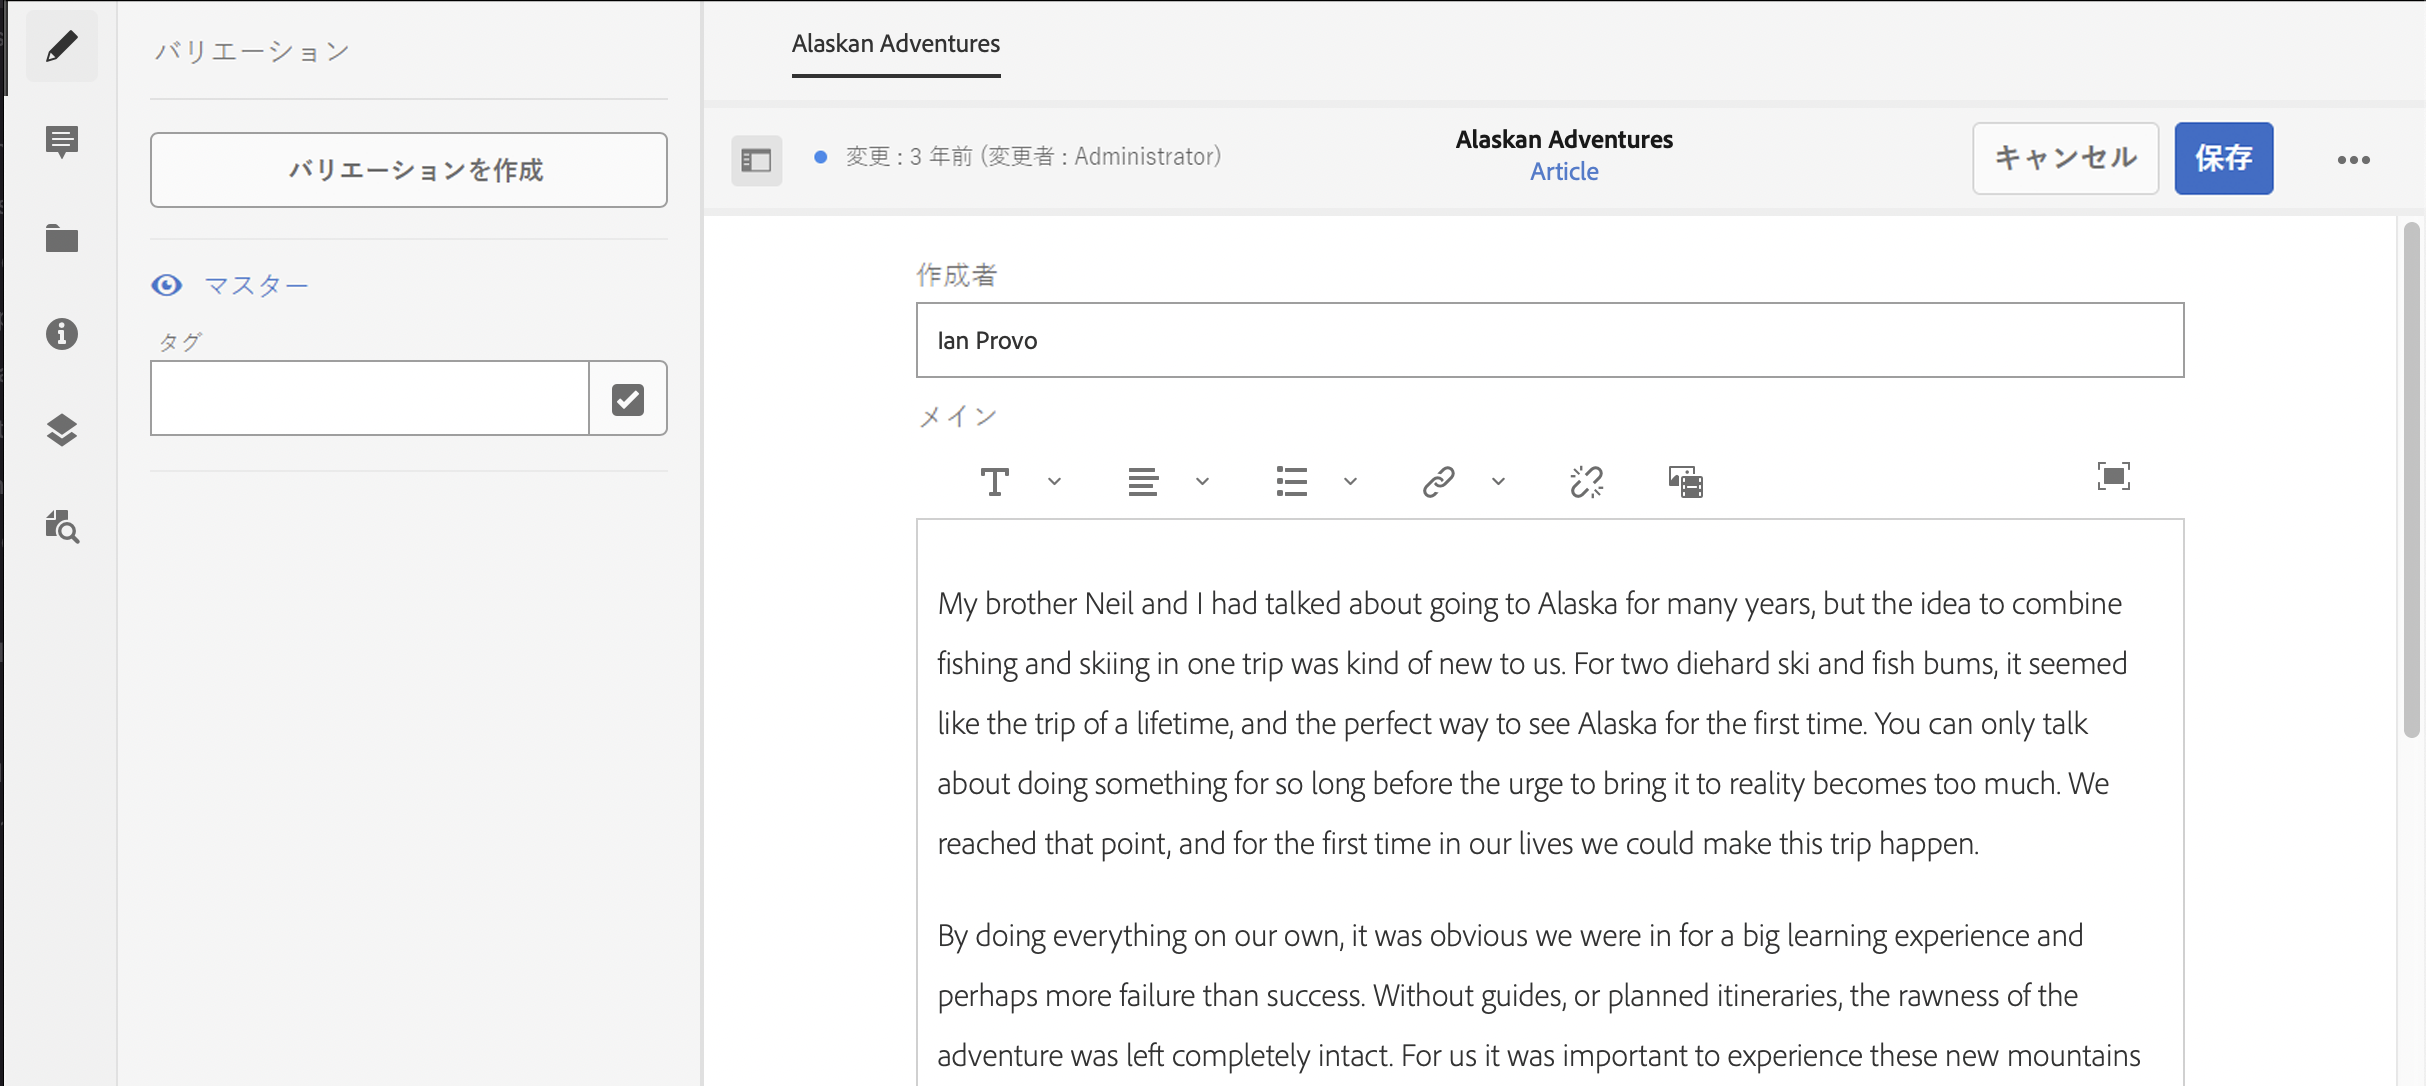 バリエーション
バリエーションを作成
マスター
タグ
Alaskan Adventures
変更 : 3 年前 (変更者 : Administrator)
Alaskan Adventures
Article
キャンセル
保存
作成者
Ian Provo
メイン
My brother Neil and I had talked about going to Alaska for many years, but the idea to combine
fishing and skiing in one trip was kind of new to us. For two diehard ski and fish bums, it seemed
like the trip of a lifetime, and the perfect way to see Alaska for the first time. You can only talk
about doing something for so long before the urge to bring it to reality becomes too much. We
reached that point, and for the first time in our lives we could make this trip happen.
By doing everything on our own, it was obvious we were in for a big learning experience and
perhaps more failure than success. Without guides, or planned itineraries, the rawness of the
adventure was left completely intact. For us it was important to experience these new mountains